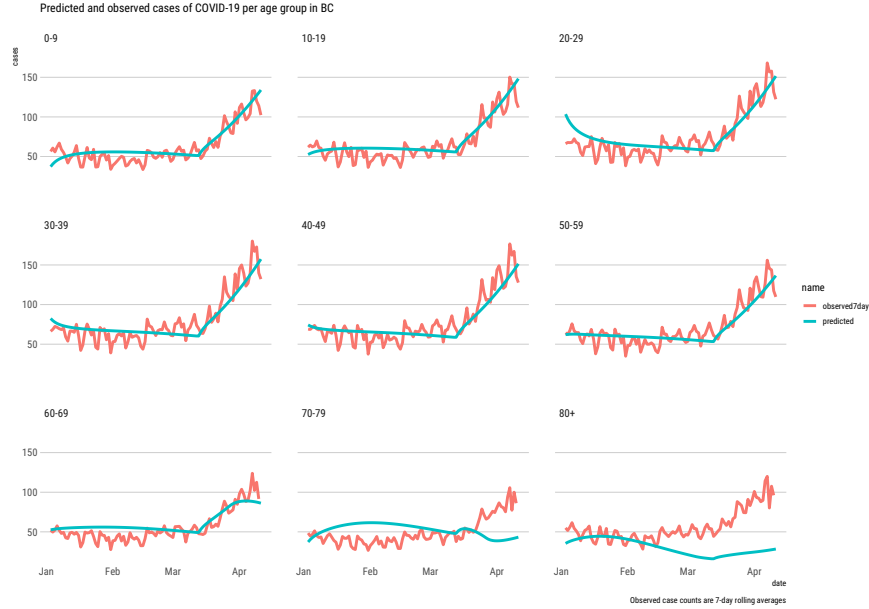 Predicted and observed cases of COVID-19 per age group in BC
0-9
10-19
20-29
cases
150
100
50
30-39
40-49
50-59
150
100
50
name
observed7day
predicted
60-69
70-79
80+
150
100
50
Jan Feb Mar Apr
Jan Feb Mar Apr
Jan Feb Mar Apr
date
Observed case counts are 7-day rolling averages